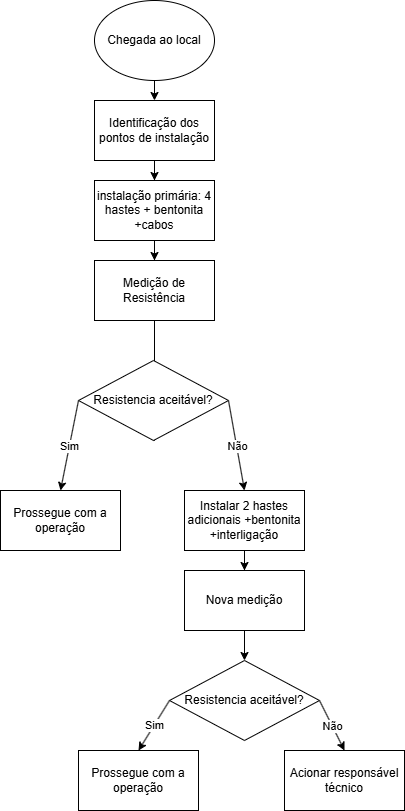 Chegada ao local
Identificação dos
pontos de instalação
instalação primária: 4
hastes + bentonita
+cabos
Medição de
Resistência
Resistencia aceitável?
Sim
Não
Prossegue com a
operação
Instalar 2 hastes
adicionais +bentonita
+interligação
Nova medição
Resistencia aceitável?
Sim
Não
Prossegue com a
operação
Acionar responsável
técnico